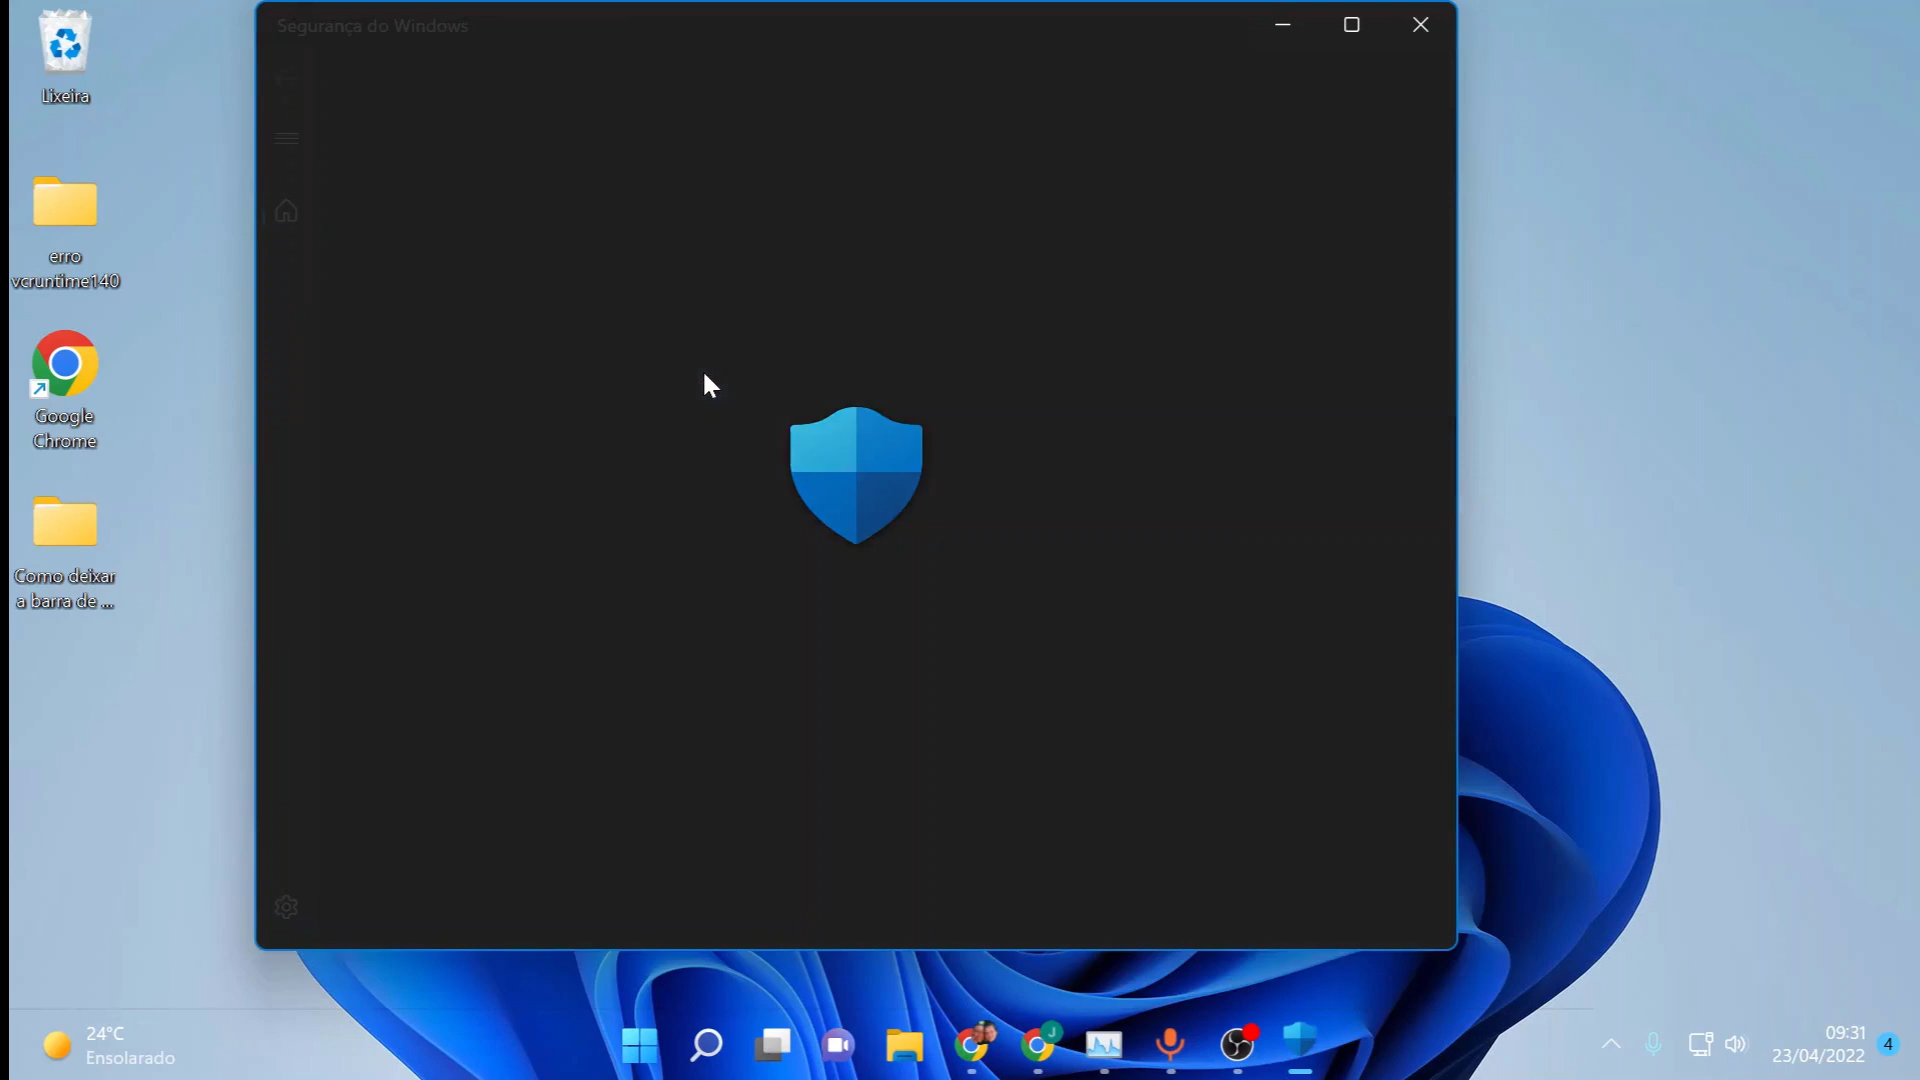 Segurança do Windows
Lixeira
erro
vcruntime140
Google
Chrome
Como deixar
a barra de ...
24°C
Ensolarado
J
09:31
23/04/2022
4